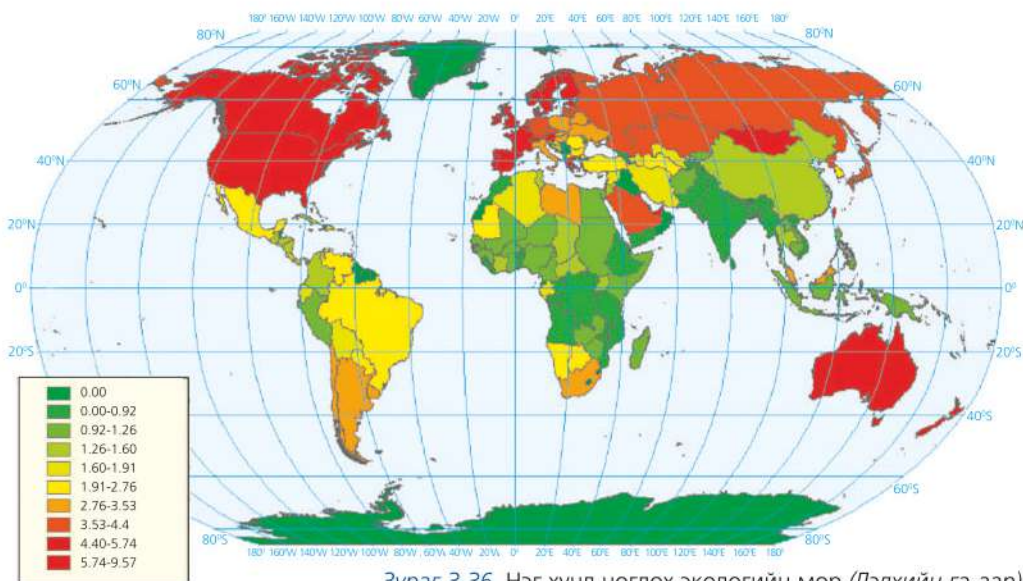 180° 160°W 140°W 120°W 100°W 80°W 60°W 40°W 20°W 0° 20°E 40°E 60°E 80°E 100°E 120°E 140°E 160°E 180°
80°N 80°N
60°N 60°N
40°N 40°N
20°N 20°N
0° 0°
20°S 20°S
40°S
60°S
80°S 80°S
0.00
0.00-0.92
0.92-1.26
1.26-1.60
1.60-1.91
1.91-2.76
2.76-3.53
3.53-4.4
4.40-5.74
5.74-9.57
180° 160°W 140°W 120°W 100°W 80°W 60°W 40°W 20°W 0° 20°E 40°E 60°E 80°E 100°E 120°E 140°E 160°E 180°
Зураг 3.36. Нэг хүнд ногдох экологийн мөр (Дэлхийн га-аар)